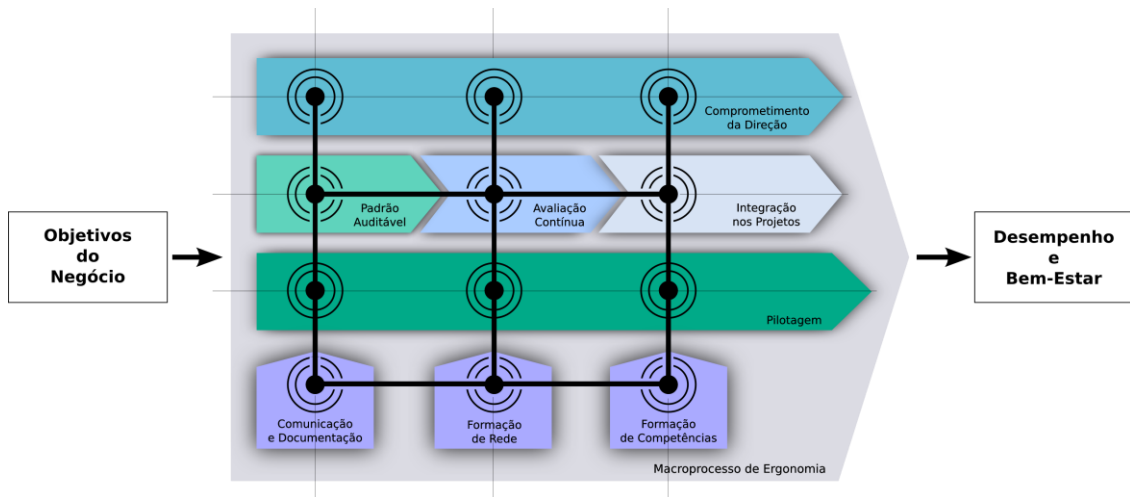 Comprometimento
da Direção
Padrão
Auditável
Avaliação
Contínua
Integração
nos Projetos
Objetivos
do
Negócio
Desempenho
e
Bem-Estar
Pilotagem
Comunicação
e Documentação
Formação
de Rede
Formação
de Competências
Macroprocesso de Ergonomia